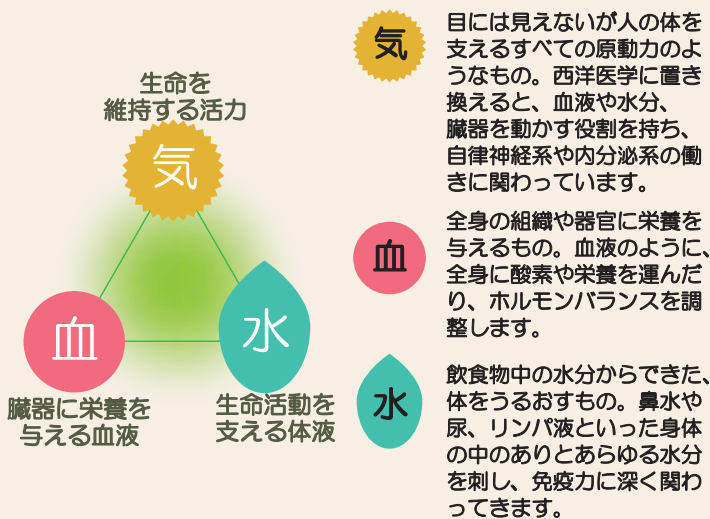 生命を
維持する活力
気
血
水
臓器に栄養を
与える血液
生命活動を
支える体液
気
目には見えないが人の体を
支えるすべての原動力のよ
うなもの。西洋医学に置き
換えると、血液や水分、
臓器を動かす役割を持ち、
自律神経系や内分泌系の働
きに関わっています。
血
全身の組織や器官に栄養を
与えるもの。血液のように、
全身に酸素や栄養を運んだ
り、ホルモンバランスを調
整します。
水
飲食物中の水分からできた、
体をうるおすもの。鼻水や
尿、リンパ液といった身体
の中のありとあらゆる水分
を刺し、免疫力に深く関わ
ってきます。